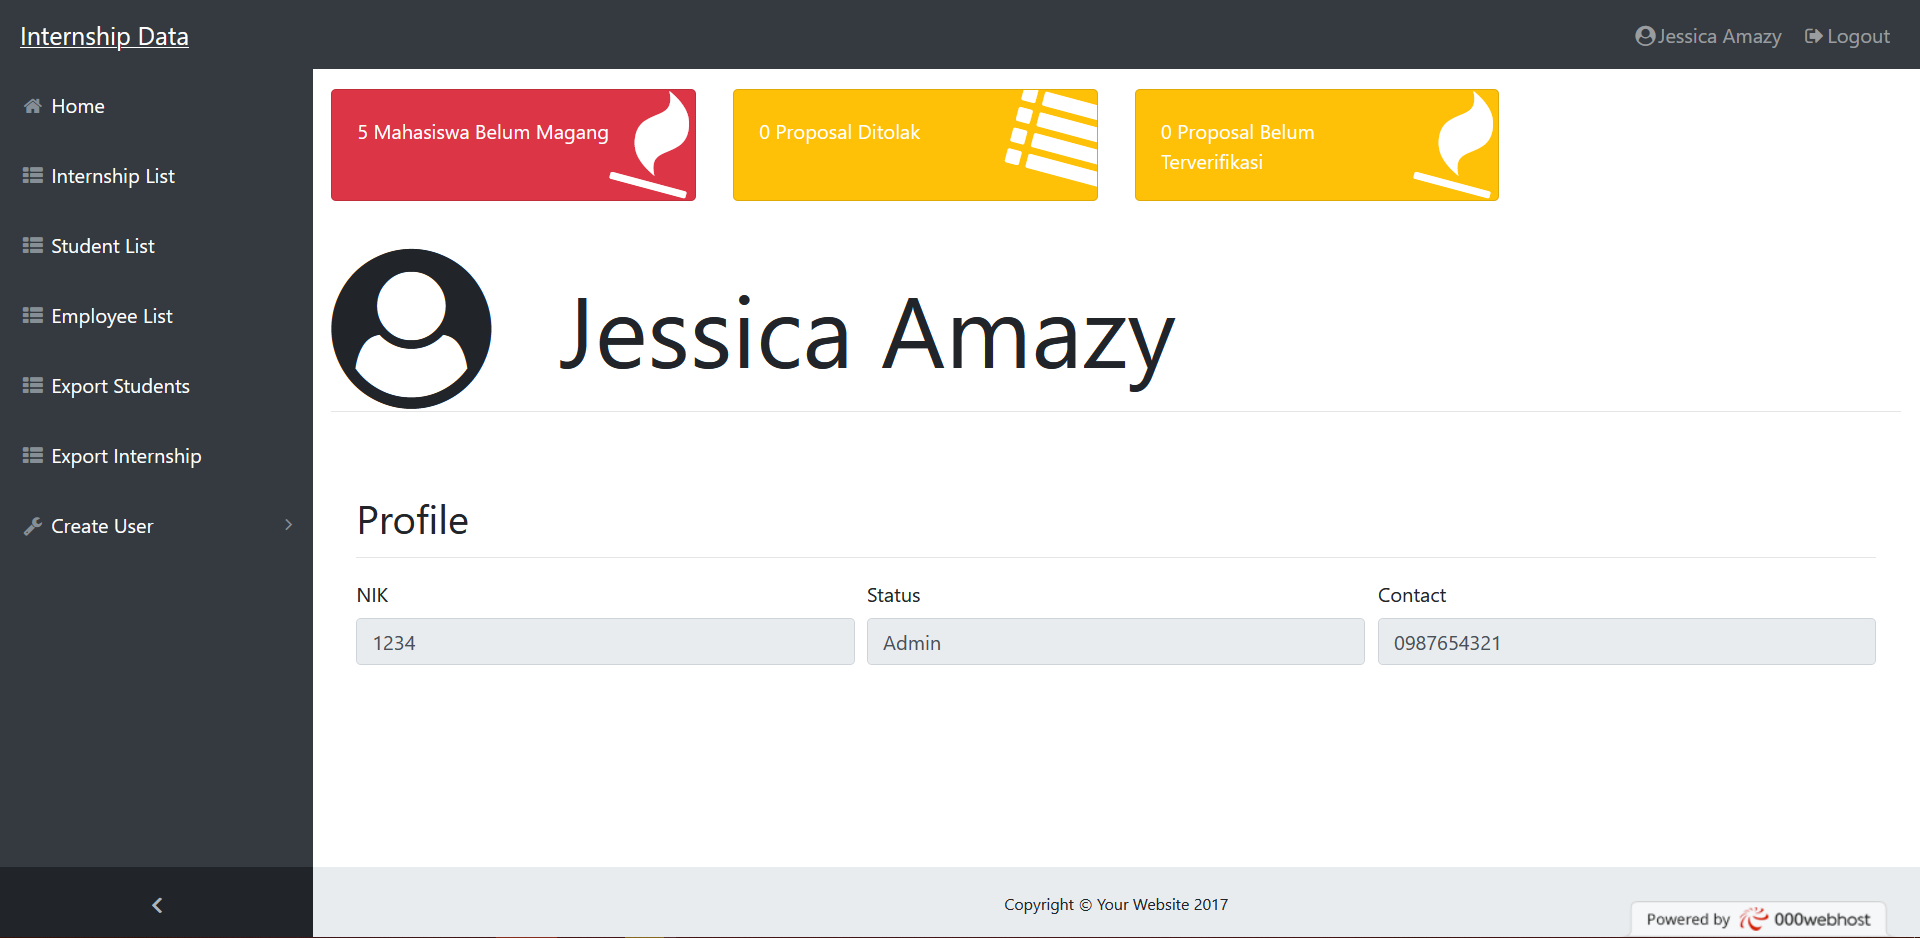 Internship Data
Jessica Amazy
Logout
Home
Internship List
Student List
Employee List
Export Students
Export Internship
Create User
5 Mahasiswa Belum Magang
0 Proposal Ditolak
0 Proposal Belum
Terverifikasi
Jessica Amazy
Profile
NIK
Status
Contact
1234
Admin
0987654321
Copyright © Your Website 2017
Powered by 000webhost